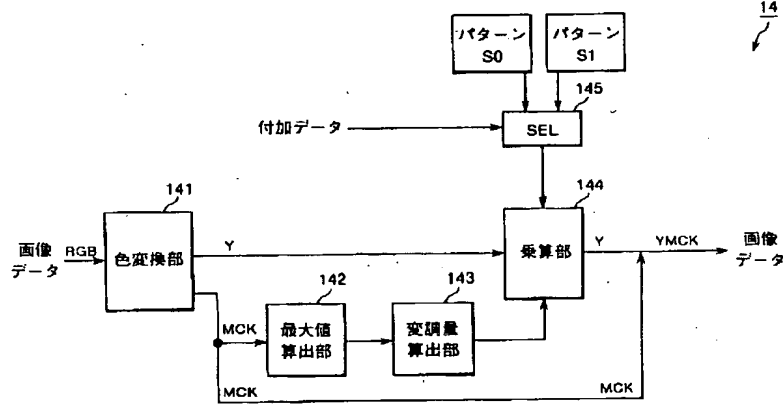 14
パターン
S0
パターン
S1
145
付加データ
SEL
141
144
画像
データ
RGB
色変換部
Y
乗算部
Y
YMCK
画像
データ
142
143
MCK
最大値
算出部
変調量
算出部
MCK
MCK